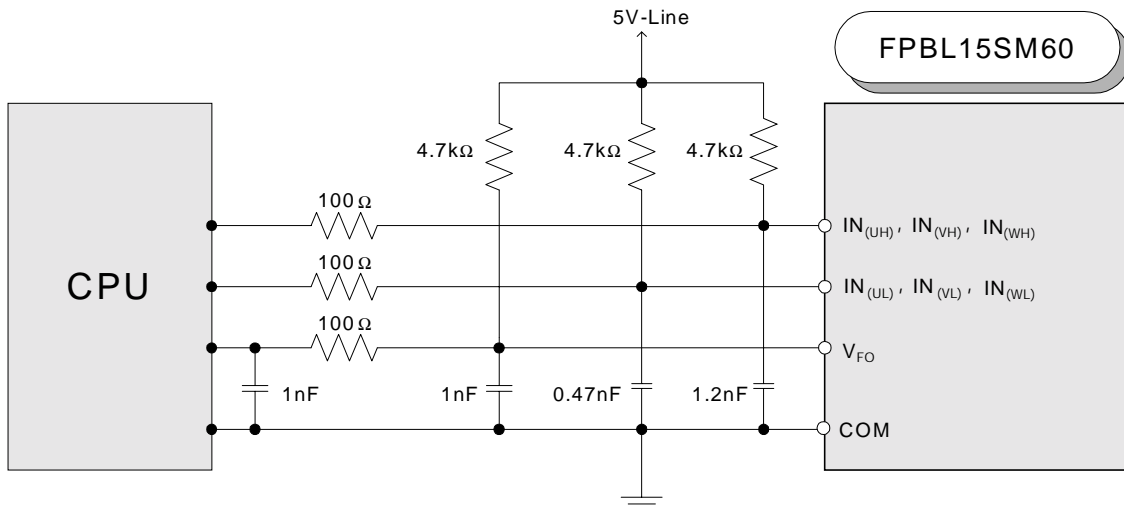 5V-Line
FPBL15SM60
4.7kΩ 4.7kΩ 4.7kΩ
100Ω
IN(UH), IN(VH), IN(WH)
CPU
100Ω
IN(UL), IN(VL), IN(WL)
100Ω
VFO
1nF 1nF 0.47nF 1.2nF
COM